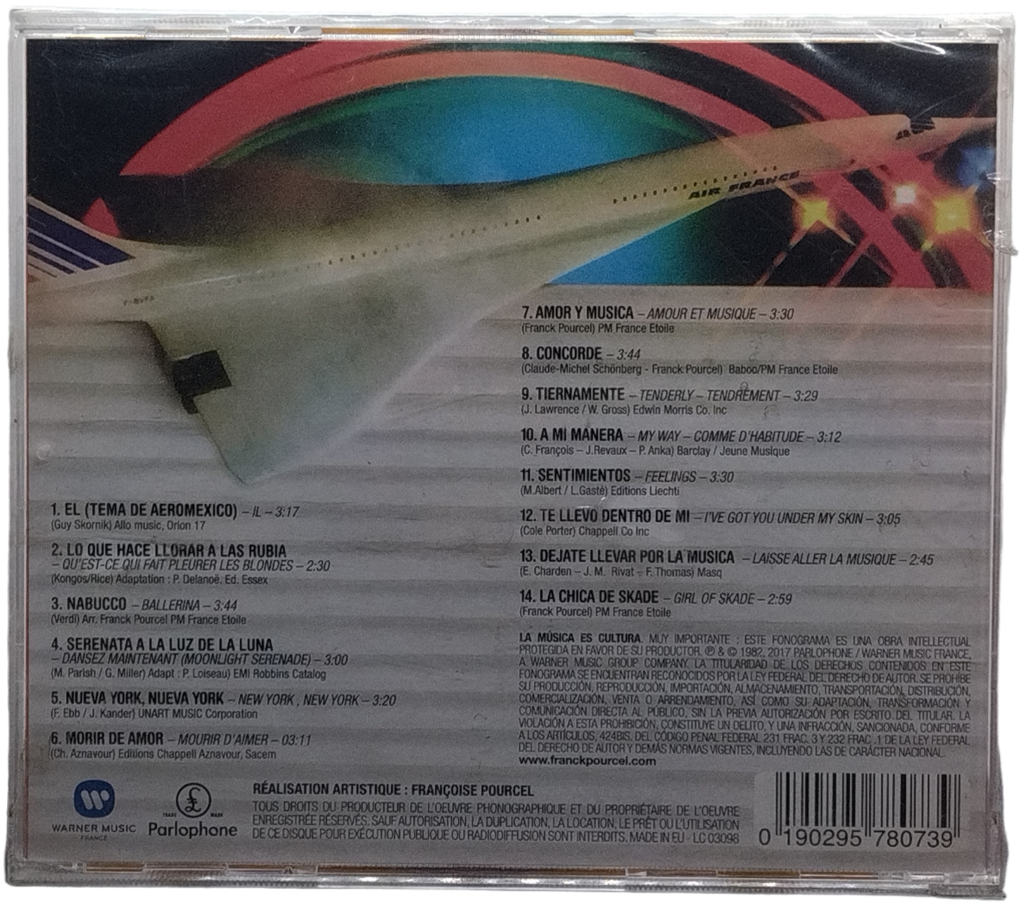 AIR FRANCE
1. EL (TEMA DE AEROMEXICO) – IL – 3:17
(Guy Skornik) Allo music, Orion 17
2. LO QUE HACE LLORAR A LAS RUBIA
– QU'EST-CE QUI FAIT PLEURER LES BLONDES – 2:30
(Kongos/Rice) Adaptation : P. Delanoë. Ed. Essex
3. NABUCCO – BALLERINA – 3:44
(Verdi) Arr. Franck Pourcel PM France Etoile
4. SERENATA A LA LUZ DE LA LUNA
– DANSEZ MAINTENANT (MOONLIGHT SERENADE) – 3:00
(M. Parish / G. Miller) Adapt : P. Loiseau) EMI Robbins Catalog
5. NUEVA YORK, NUEVA YORK – NEW YORK , NEW YORK – 3:20
(F. Ebb / J. Kander) UNART MUSIC Corporation
6. MORIR DE AMOR – MOURIR D'AIMER – 03:11
(Ch. Aznavour) Editions Chappell Aznavour, Sacem
7. AMOR Y MUSICA – AMOUR ET MUSIQUE – 3:30
(Franck Pourcel) PM France Etoile
8. CONCORDE – 3:44
(Claude-Michel Schönberg - Franck Pourcel) Baboo/PM France Etoile
9. TIERNAMENTE – TENDERLY – TENDREMENT – 3:29
(J. Lawrence / W. Gross) Edwin Morris Co. Inc
10. A MI MANERA – MY WAY – COMME D'HABITUDE – 3:12
(C. François – J.Revaux – P. Anka) Barclay / Jeune Musique
11. SENTIMIENTOS – FEELINGS – 3:30
(M.Albert / L.Gasté) Editions Liechti
12. TE LLEVO DENTRO DE MI – I'VE GOT YOU UNDER MY SKIN – 3:05
(Cole Porter) Chappell Co Inc
13. DEJATE LLEVAR POR LA MUSICA – LAISSE ALLER LA MUSIQUE – 2:45
(E. Charden – J. M. Rivat – F. Thomas) Masq
14. LA CHICA DE SKADE – GIRL OF SKADE – 2:59
(Franck Pourcel) PM France Etoile
LA MÚSICA ES CULTURA. MUY IMPORTANTE : ESTE FONOGRAMA ES UNA OBRA INTELLECTUAL
PROTEGIDA EN FAVOR DE SU PRODUCTOR. ℗ & © 1982, 2017 PARLOPHONE / WARNER MUSIC FRANCE,
A WARNER MUSIC GROUP COMPANY. LA TITULARIDAD DE LOS DERECHOS CONTENIDOS EN ESTE
FONOGRAMA SE ENCUENTRAN RECONOCIDOS POR LA LEY FEDERAL DEL DERECHO DE AUTOR. SE PROHIBE
SU PRODUCCIÓN, REPRODUCCIÓN, IMPORTACIÓN, ALMACENAMIENTO, TRANSPORTACIÓN, DISTRIBUCIÓN,
COMERCIALIZACIÓN, VENTA O ARRENDAMIENTO, ASÍ COMO SU ADAPTACIÓN, TRANSFORMACIÓN Y
COMUNICACIÓN DIRECTA AL PÚBLICO, SIN LA PREVIA AUTORIZACIÓN POR ESCRITO DEL TITULAR. LA
VIOLACIÓN A ESTA PROHIBICIÓN, CONSTITUYE UN DELITO, Y UNA INFRACCIÓN, SANCIONADA, CONFORME
A LOS ARTÍCULOS, 424BIS. DEL CÓDIGO PENAL FEDERAL 231 FRAC. 3 Y 232 FRAC .1 DE LA LEY FEDERAL
DEL DERECHO DE AUTOR Y DEMÁS NORMAS VIGENTES, INCLUYENDO LAS DE CARÁCTER NACIONAL.
www.franckpourcel.com
WARNER MUSIC
FRANCE
TRADE MARK
Parlophone
RÉALISATION ARTISTIQUE : FRANÇOISE POURCEL
TOUS DROITS DU PRODUCTEUR DE L'OEUVRE PHONOGRAPHIQUE ET DU PROPRIÉTAIRE DE L'OEUVRE
ENREGISTRÉE RÉSERVÉS. SAUF AUTORISATION, LA DUPLICATION, LA LOCATION, LE PRÊT OU L'UTILISATION
DE CE DISQUE POUR EXÉCUTION PUBLIQUE OU RADIODIFFUSION SONT INTERDITS. MADE IN EU - LC 03098
0 190295 780739